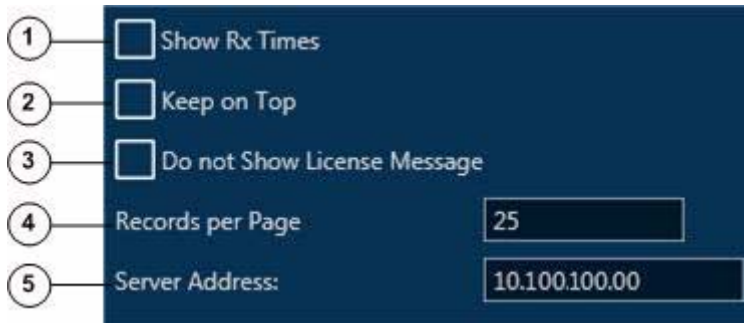 1 Show Rx Times
2 Keep on Top
3 Do not Show License Message
4 Records per Page 25
5 Server Address: 10.100.100.00